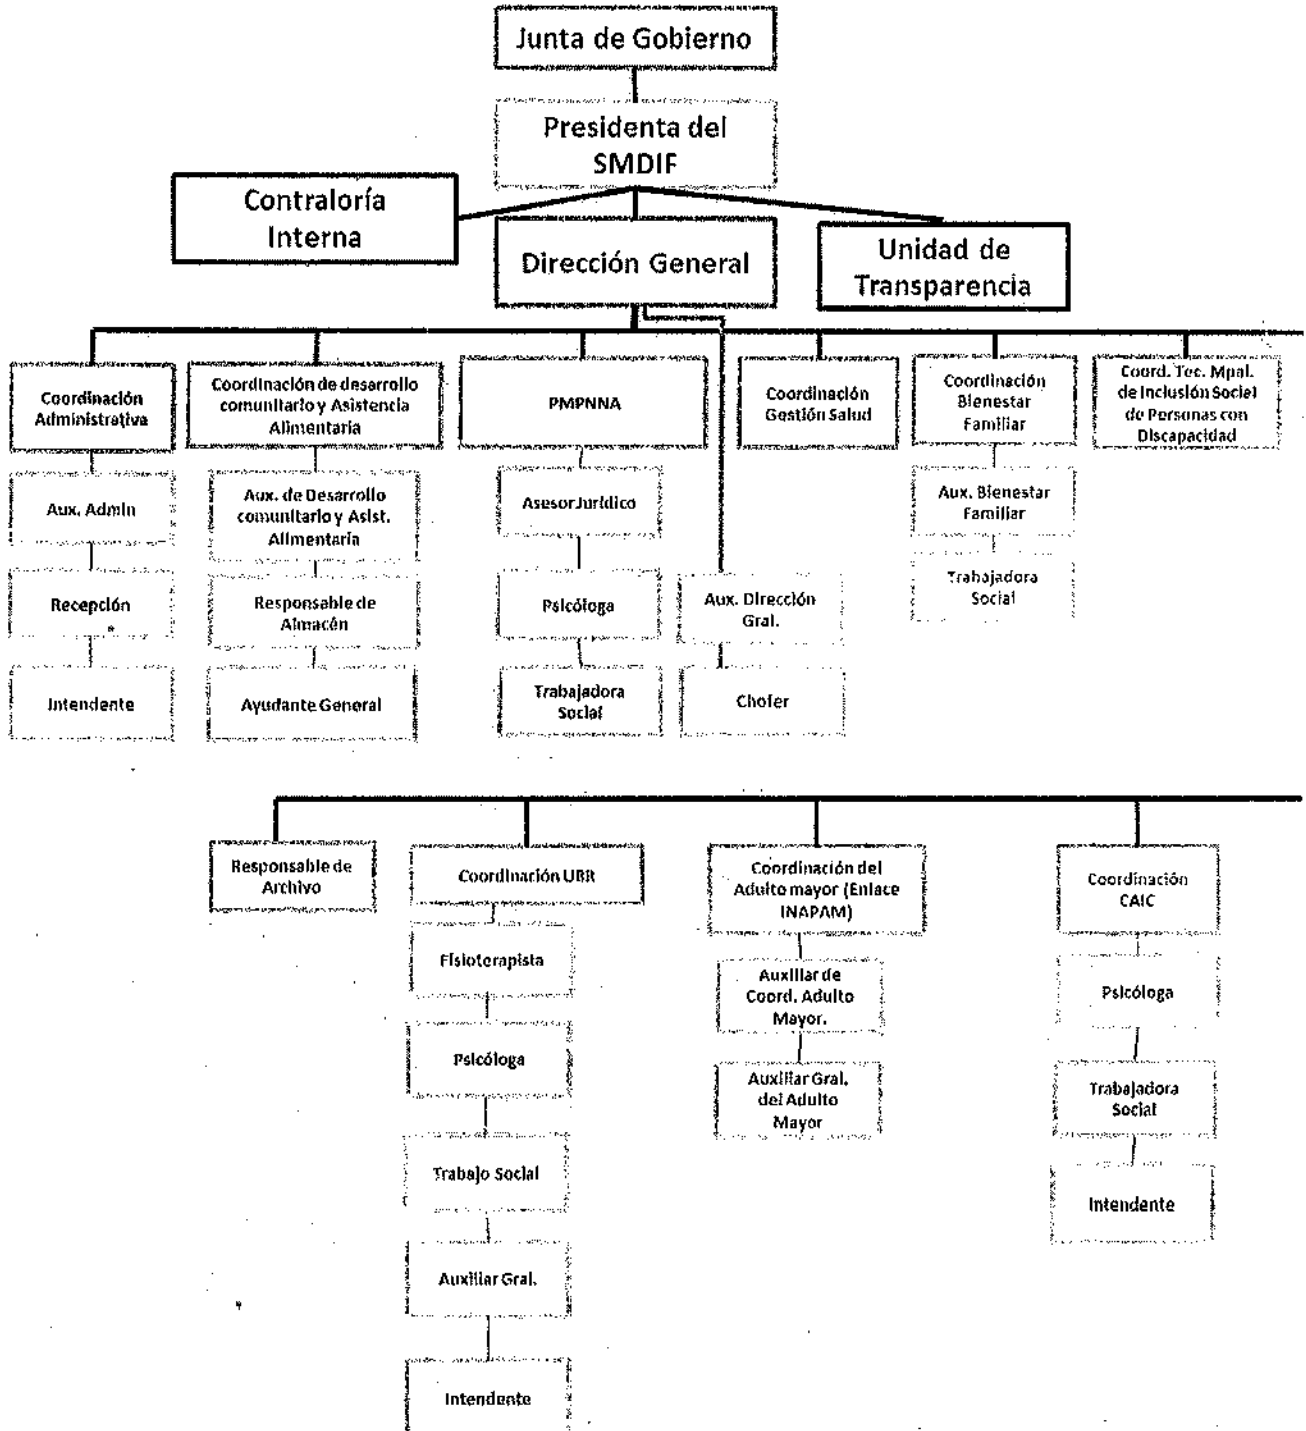 Junta de Gobierno
Presidenta del
SMDIF
Contraloría
Interna
Dirección General
Unidad de
Transparencia
Coordinación
Administrativa
Coordinación de desarrollo
comunitario y Asistencia
Alimentaria
PMPNNA
Coordinación
Gestión Salud
Coordinación
Bienestar
Familiar
Coord. Tec. Mpal.
de Inclusión Social
de Personas con
Discapacidad
Aux. Admin
Aux. de Desarrollo
comunitario y Asist.
Alimentaria
Asesor Jurídico
Aux. Bienestar
Familiar
Recepción
Responsable de
Almacén
Psicóloga
Aux. Dirección
Gral.
Trabajadora
Social
Intendente
Ayudante General
Trabajadora
Social
Chofer
Responsable de
Archivo
Coordinación UBR
Coordinación del
Adulto mayor (Enlace
INAPAM)
Coordinación
CAIC
Fisioterapista
Auxiliar de
Coord. Adulto
Mayor.
Psicóloga
Psicóloga
Auxiliar Gral.
del Adulto
Mayor
Trabajadora
Social
Trabajo Social
Intendente
Auxiliar Gral.
Intendente